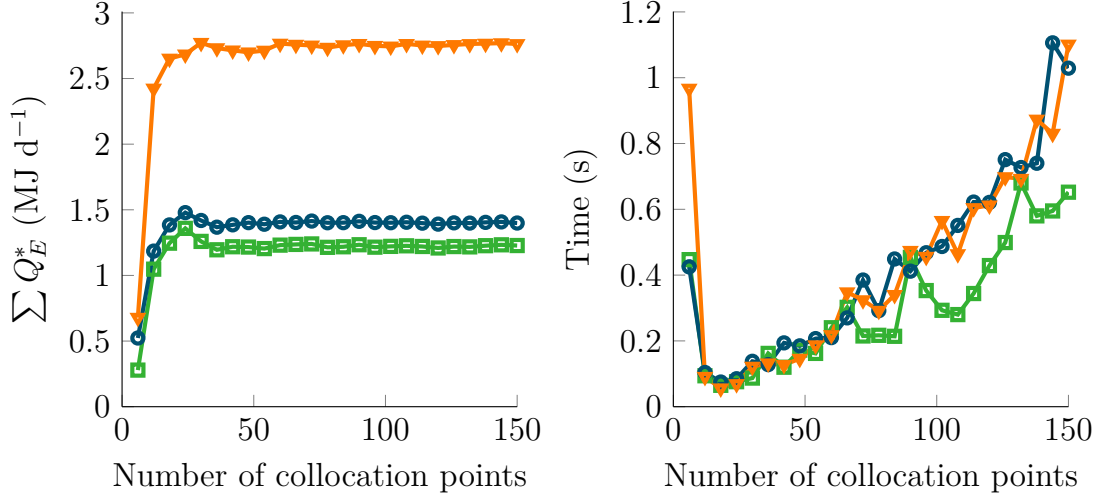 3
2.5
2
1.5
1
0.5
0
0 50 100 150
Number of collocation points
∑ Q*E (MJ d−1)
1.2
1
0.8
0.6
0.4
0.2
0
0 50 100 150
Number of collocation points
Time (s)